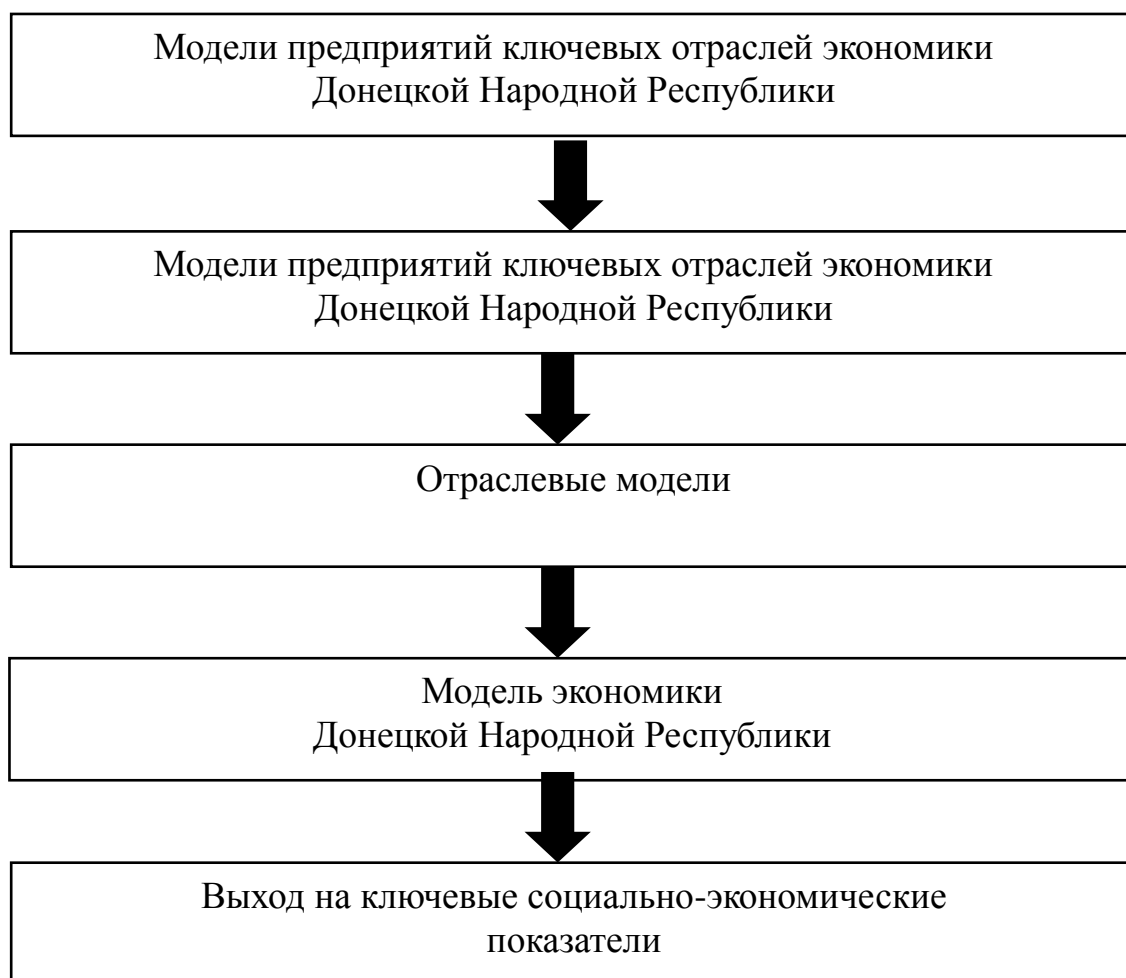 Модели предприятий ключевых отраслей экономики
Донецкой Народной Республики
Модели предприятий ключевых отраслей экономики
Донецкой Народной Республики
Отраслевые модели
Модель экономики
Донецкой Народной Республики
Выход на ключевые социально-экономические
показатели